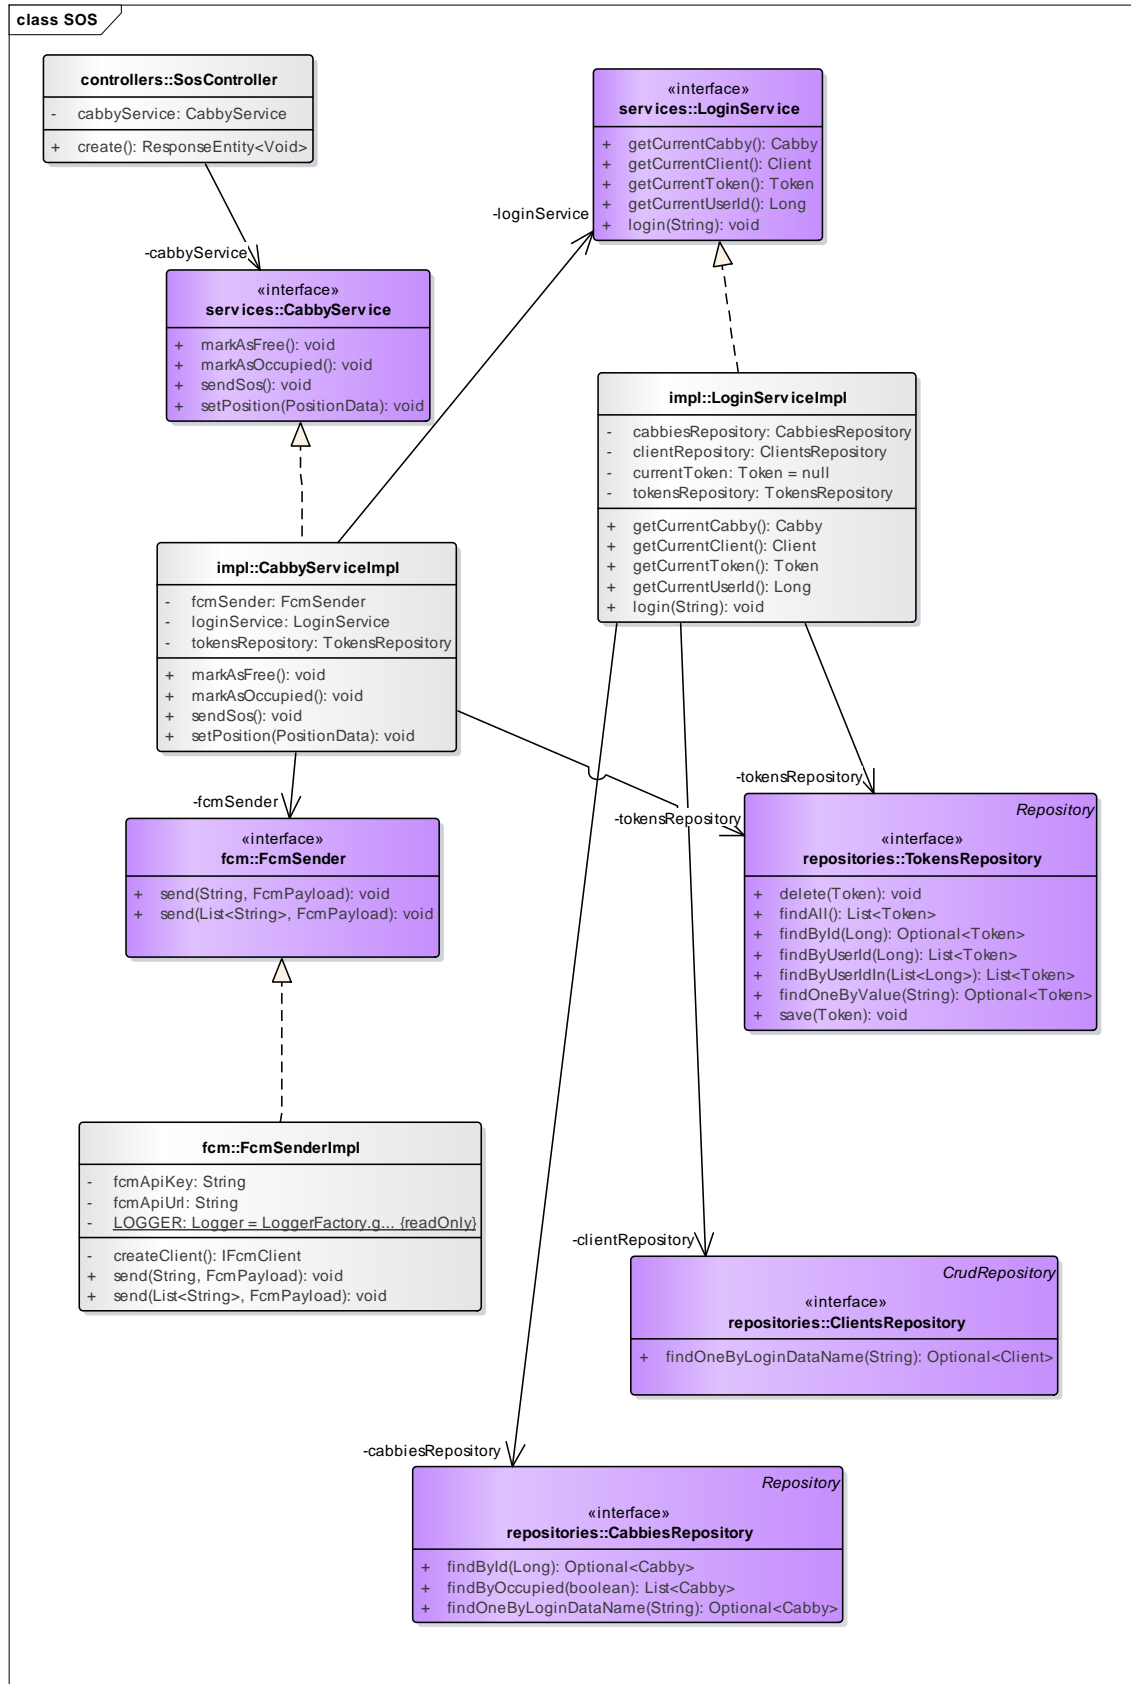 class SOS
controllers::SosController
- cabbyService: CabbyService
+ create(): ResponseEntity<Void>
«interface»
services::LoginService
+ getCurrentCabby(): Cabby
+ getCurrentClient(): Client
+ getCurrentToken(): Token
+ getCurrentUserId(): Long
+ login(String): void
-loginService
-cabbyService
«interface»
services::CabbyService
+ markAsFree(): void
+ markAsOccupied(): void
+ sendSos(): void
+ setPosition(PositionData): void
impl::LoginServiceImpl
- cabbiesRepository: CabbiesRepository
- clientRepository: ClientsRepository
- currentToken: Token = null
- tokensRepository: TokensRepository
+ getCurrentCabby(): Cabby
+ getCurrentClient(): Client
+ getCurrentToken(): Token
+ getCurrentUserId(): Long
+ login(String): void
impl::CabbyServiceImpl
- fcmSender: FcmSender
- loginService: LoginService
- tokensRepository: TokensRepository
+ markAsFree(): void
+ markAsOccupied(): void
+ sendSos(): void
+ setPosition(PositionData): void
-fcmSender
-tokensRepository
-tokensRepository
«interface»
fcm::FcmSender
+ send(String, FcmPayload): void
+ send(List<String>, FcmPayload): void
Repository
«interface»
repositories::TokensRepository
+ delete(Token): void
+ findAll(): List<Token>
+ findById(Long): Optional<Token>
+ findByUserId(Long): List<Token>
+ findByUserIdIn(List<Long>): List<Token>
+ findOneByValue(String): Optional<Token>
+ save(Token): void
fcm::FcmSenderImpl
- fcmApiKey: String
- fcmApiUrl: String
- LOGGER: Logger = LoggerFactory.g... {readOnly}
- createClient(): IFcmClient
+ send(String, FcmPayload): void
+ send(List<String>, FcmPayload): void
-clientRepository
CrudRepository
«interface»
repositories::ClientsRepository
+ findOneByLoginDataName(String): Optional<Client>
-cabbiesRepository
Repository
«interface»
repositories::CabbiesRepository
+ findById(Long): Optional<Cabby>
+ findByOccupied(boolean): List<Cabby>
+ findOneByLoginDataName(String): Optional<Cabby>